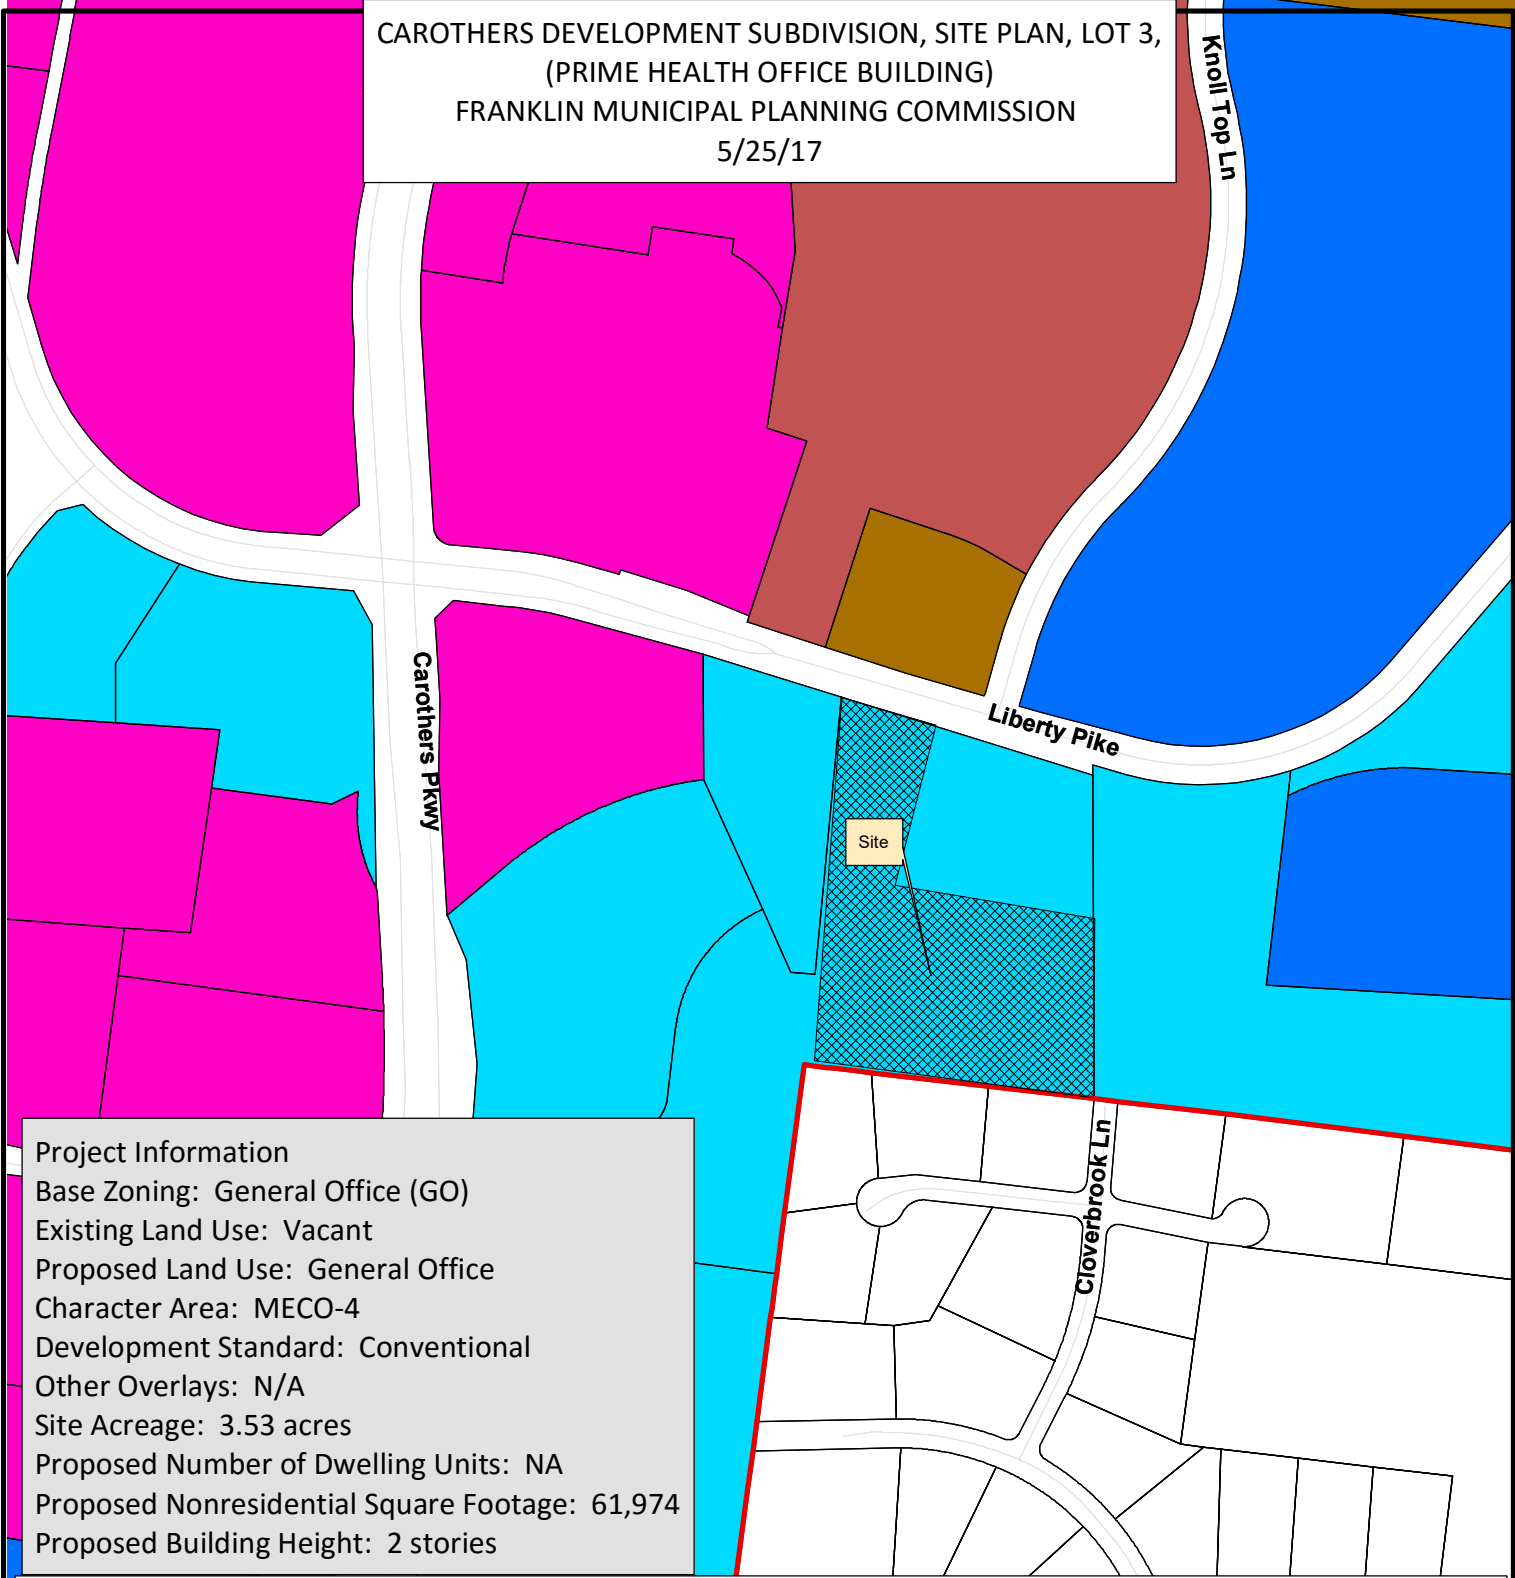 CAROTHERS DEVELOPMENT SUBDIVISION, SITE PLAN, LOT 3,
(PRIME HEALTH OFFICE BUILDING)
FRANKLIN MUNICIPAL PLANNING COMMISSION
5/25/17
Knoll Top Ln
Carothers Pkwy
Liberty Pike
Site
Cloverbrook Ln
Project Information
Base Zoning: General Office (GO)
Existing Land Use: Vacant
Proposed Land Use: General Office
Character Area: MECO-4
Development Standard: Conventional
Other Overlays: N/A
Site Acreage: 3.53 acres
Proposed Number of Dwelling Units: NA
Proposed Nonresidential Square Footage: 61,974
Proposed Building Height: 2 stories